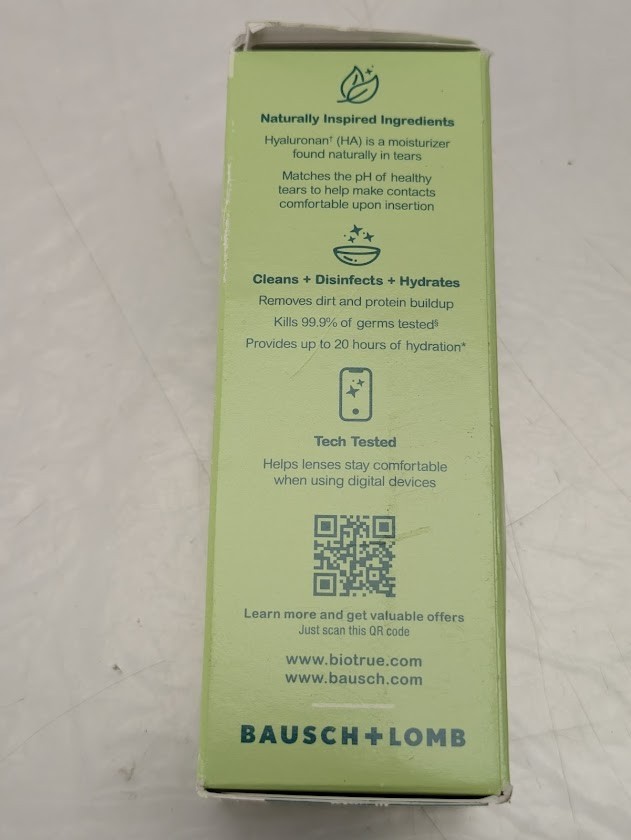 Naturally Inspired Ingredients
Hyaluronan† (HA) is a moisturizer
found naturally in tears
Matches the pH of healthy
tears to help make contacts
comfortable upon insertion
Cleans + Disinfects + Hydrates
Removes dirt and protein buildup
Kills 99.9% of germs tested§
Provides up to 20 hours of hydration*
Tech Tested
Helps lenses stay comfortable
when using digital devices
Learn more and get valuable offers
Just scan this QR code
www.biotrue.com
www.bausch.com
BAUSCH+LOMB